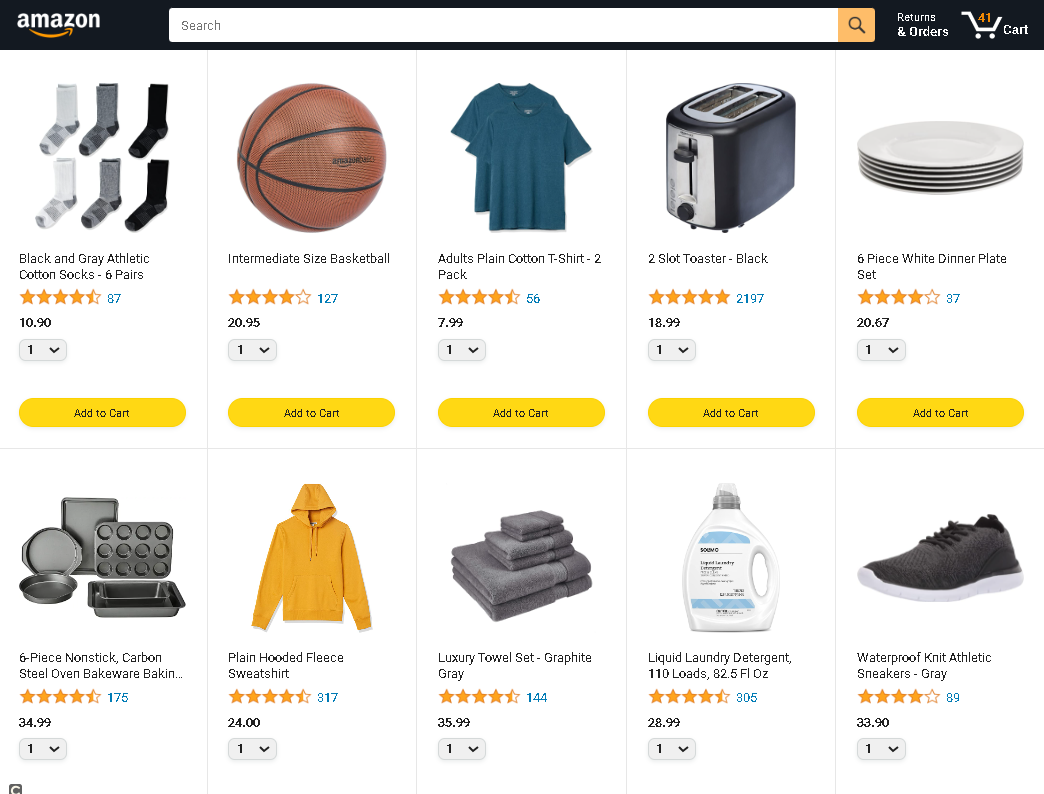 amazon
Search
Returns
& Orders
41
Cart
Black and Gray Athletic
Cotton Socks - 6 Pairs
87
10.90
1
Add to Cart
Intermediate Size Basketball
127
20.95
1
Add to Cart
Adults Plain Cotton T-Shirt - 2
Pack
56
7.99
1
Add to Cart
2 Slot Toaster - Black
2197
18.99
1
Add to Cart
6 Piece White Dinner Plate
Set
37
20.67
1
Add to Cart
6-Piece Nonstick, Carbon
Steel Oven Bakeware Bakin...
175
34.99
1
Plain Hooded Fleece
Sweatshirt
317
24.00
1
Luxury Towel Set - Graphite
Gray
144
35.99
1
SOLIMO
Liquid Laundry
Detergent
Liquid Laundry Detergent,
110 Loads, 82.5 Fl Oz
305
28.99
1
Waterproof Knit Athletic
Sneakers - Gray
89
33.90
1